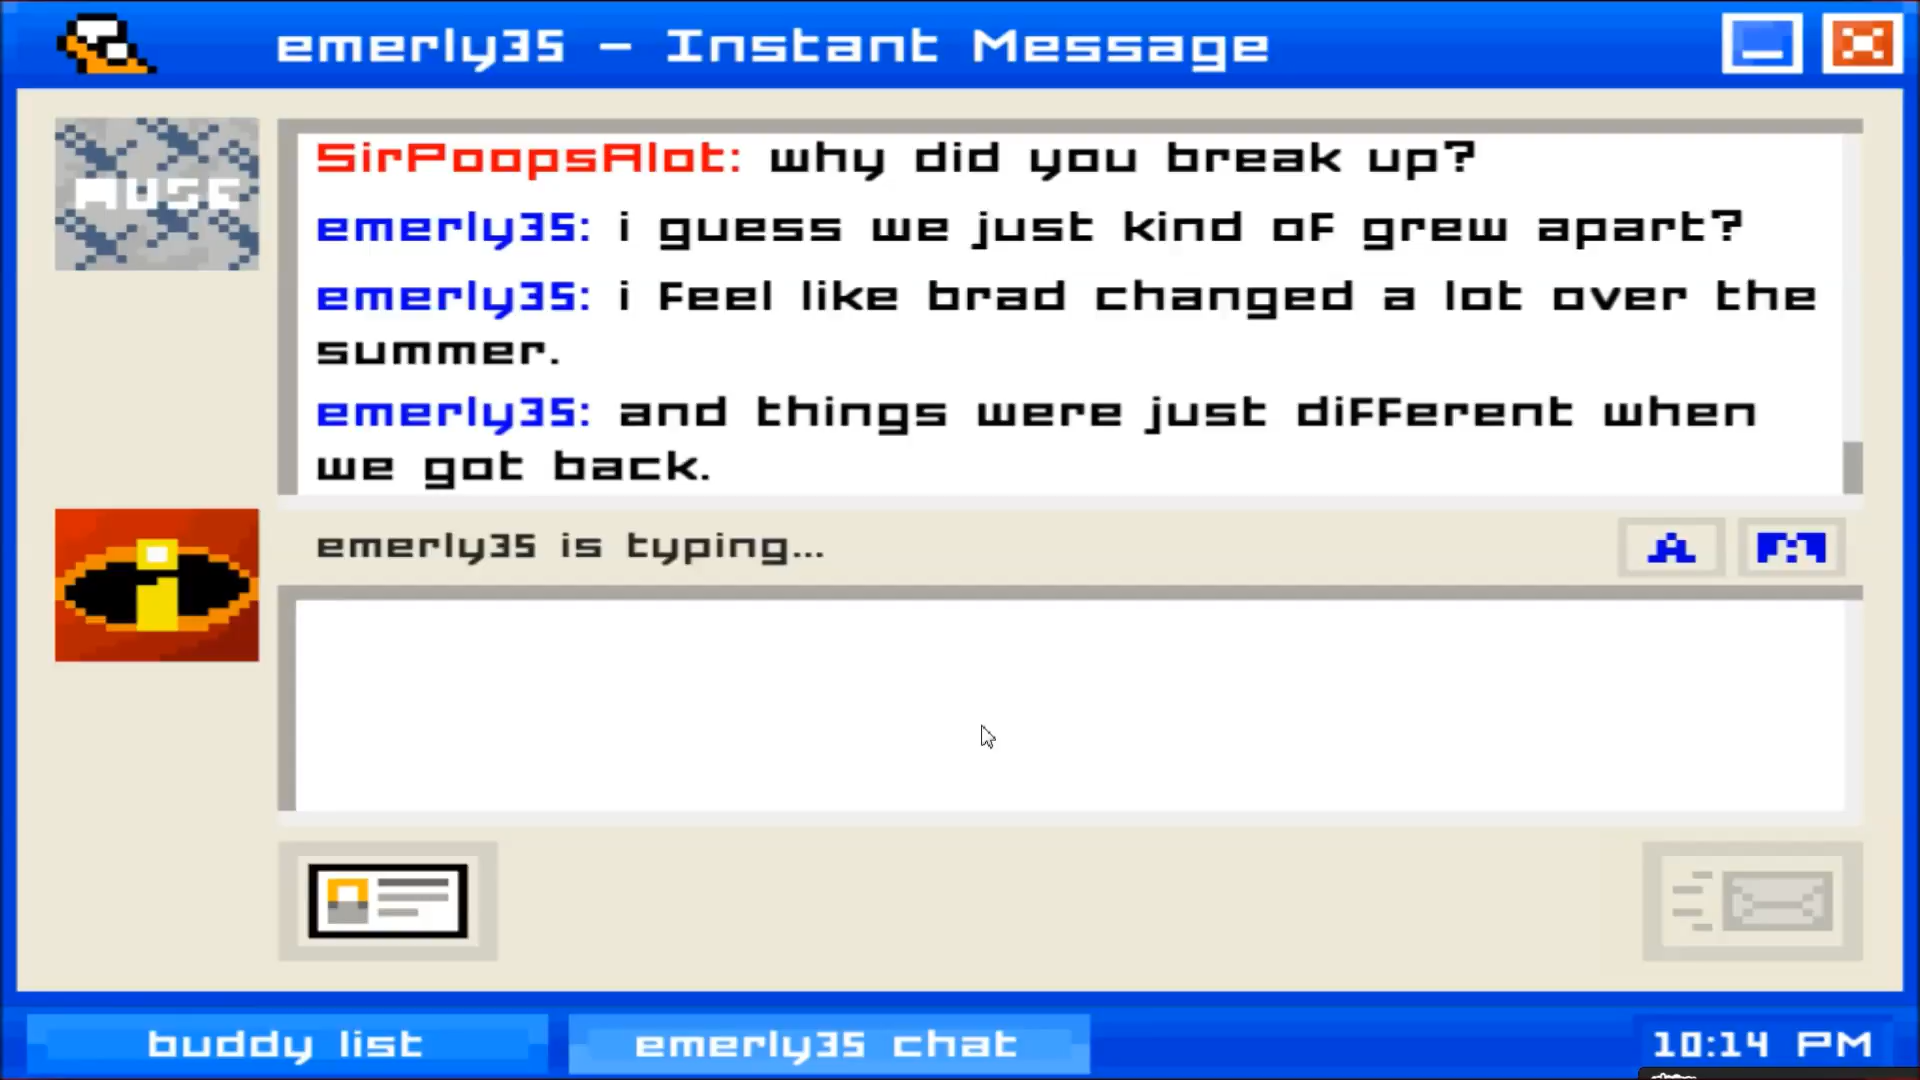 emerly35 - Instant Message
MUSE
SirPoopsAlot: why did you break up?
emerly35: i guess we just kind of grew apart?
emerly35: i feel like brad changed a lot over the
summer.
emerly35: and things were just different when
we got back.
emerly35 is typing...
A
buddy list
emerly35 chat
10:14 PM